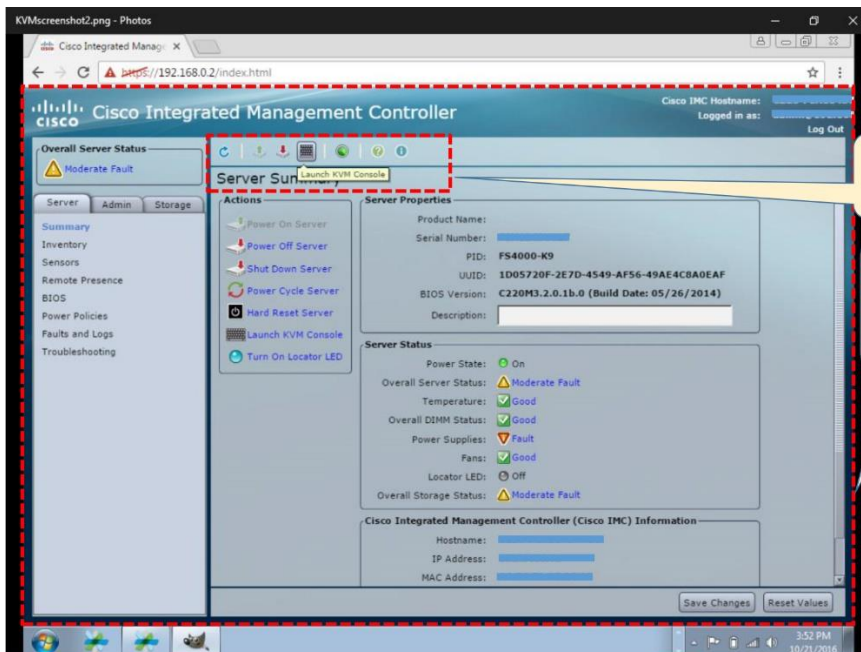 KVMscreenshot2.png - Photos
Cisco Integrated Manage
https://192.168.0.2/index.html
CISCO Cisco Integrated Management Controller
Cisco IMC Hostname:
Logged in as:
Log Out
Overall Server Status
Moderate Fault
Launch KVM Console
Server Summary
Server Admin Storage
Summary
Inventory
Sensors
Remote Presence
BIOS
Power Policies
Faults and Logs
Troubleshooting
Actions
Power On Server
Power Off Server
Shut Down Server
Power Cycle Server
Hard Reset Server
Launch KVM Console
Turn On Locator LED
Server Properties
Product Name:
Serial Number:
PID: FS4000-K9
UUID: 1D05720F-2E7D-4549-AF56-49AE4C8A0EAF
BIOS Version: C220M3.2.0.1b.0 (Build Date: 05/26/2014)
Description:
Server Status
Power State: On
Overall Server Status: Moderate Fault
Temperature: Good
Overall DIMM Status: Good
Power Supplies: Fault
Fans: Good
Locator LED: Off
Overall Storage Status: Moderate Fault
Cisco Integrated Management Controller (Cisco IMC) Information
Hostname:
IP Address:
MAC Address:
Save Changes Reset Values
3:52 PM
10/21/2016